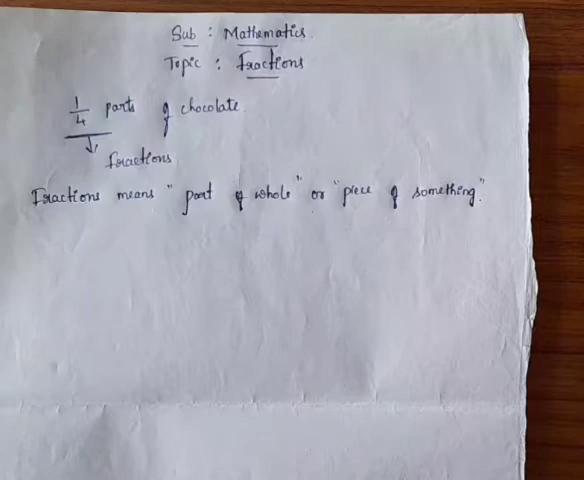 Sub : Mathematics.
Topic : Fractions
1/4 parts of chocolate.
fractions
Fractions means " part of whole " or " piece of something."